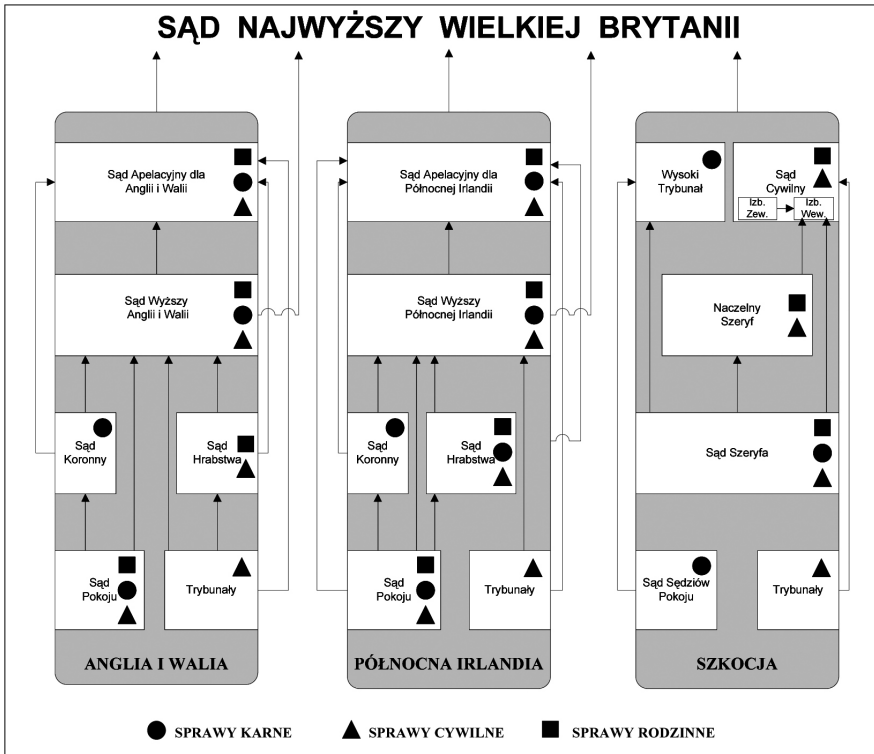 SĄD NAJWYŻSZY WIELKIEJ BRYTANII
Sąd Apelacyjny dla
Anglii i Walii
Sąd Wyższy
Anglii i Walii
Sąd
Koronny
Sąd
Hrabstwa
Sąd
Pokoju
Trybunały
ANGLIA I WALIA
Sąd Apelacyjny dla
Północnej Irlandii
Sąd Wyższy
Północnej Irlandii
Sąd
Koronny
Sąd
Hrabstwa
Sąd
Pokoju
Trybunały
PÓŁNOCNA IRLANDIA
Wysoki
Trybunał
Sąd
Cywilny
Izb.
Zew.
Izb.
Wew.
Naczelny
Szeryf
Sąd Szeryfa
Sąd Sędziów
Pokoju
Trybunały
SZKOCJA
SPRAWY KARNE
SPRAWY CYWILNE
SPRAWY RODZINNE